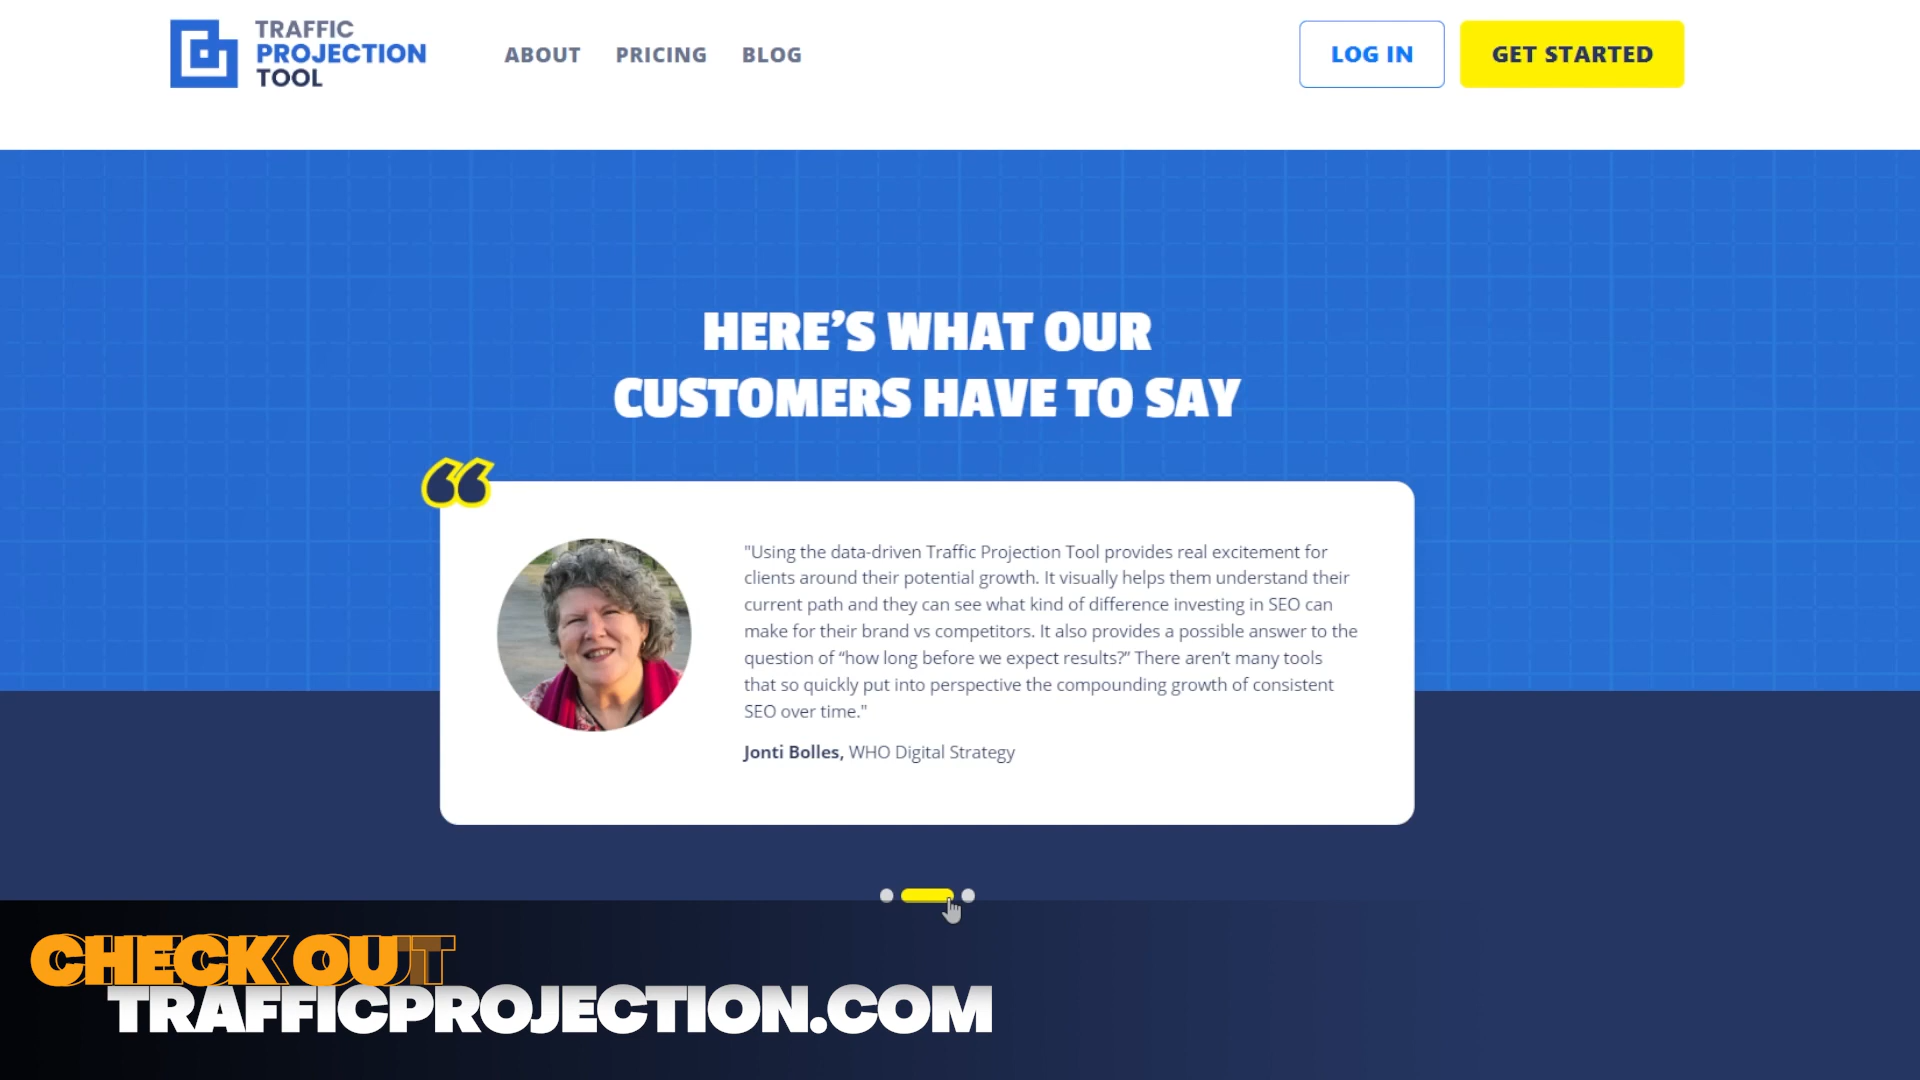 TRAFFIC
PROJECTION
TOOL
ABOUT
PRICING
BLOG
LOG IN
GET STARTED
HERE’S WHAT OUR
CUSTOMERS HAVE TO SAY
"Using the data-driven Traffic Projection Tool provides real excitement for
clients around their potential growth. It visually helps them understand their
current path and they can see what kind of difference investing in SEO can
make for their brand vs competitors. It also provides a possible answer to the
question of “how long before we expect results?” There aren’t many tools
that so quickly put into perspective the compounding growth of consistent
SEO over time."
Jonti Bolles, WHO Digital Strategy
CHECK OUT
TRAFFICPROJECTION.COM